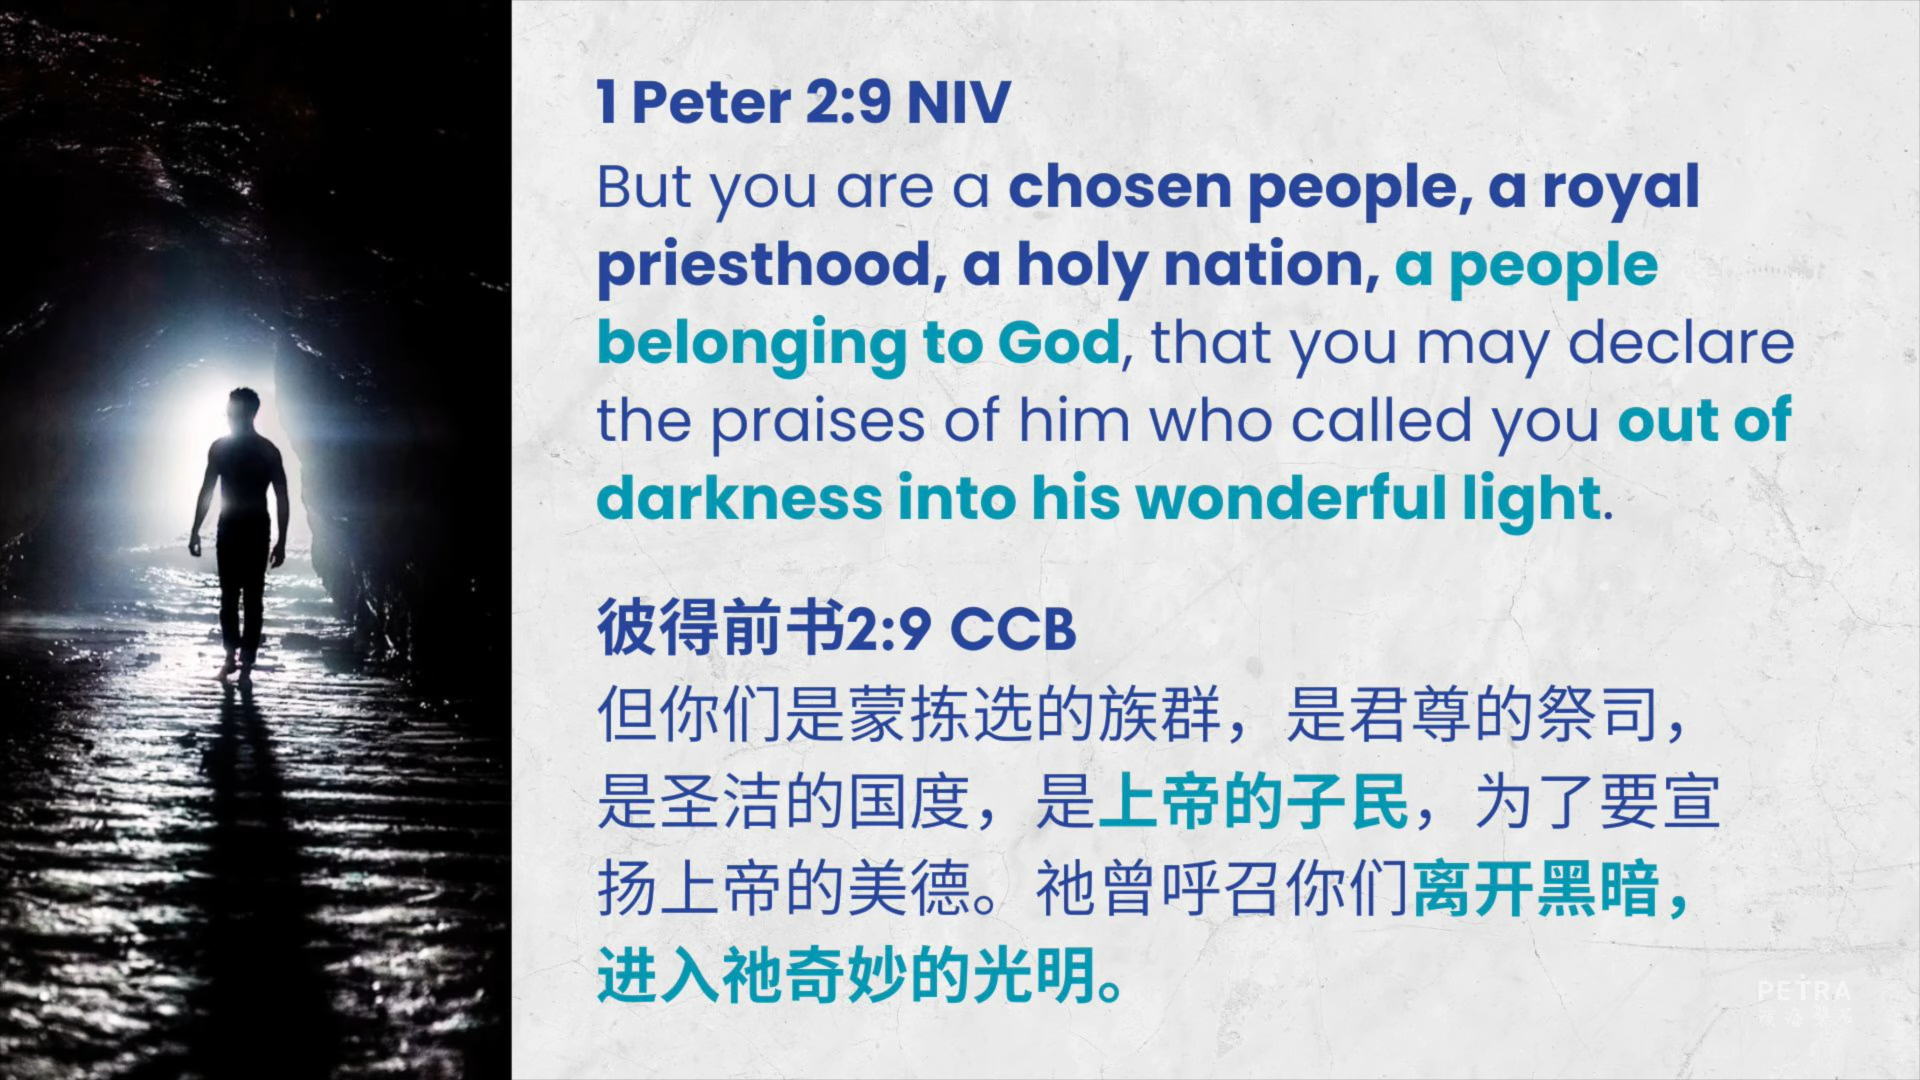 1 Peter 2:9 NIV
But you are a chosen people, a royal
priesthood, a holy nation, a people
belonging to God, that you may declare
the praises of him who called you out of
darkness into his wonderful light.
彼得前书2:9 CCB
但你们是蒙拣选的族群，是君尊的祭司，
是圣洁的国度，是上帝的子民，为了要宣
扬上帝的美德。祂曾呼召你们离开黑暗，
进入祂奇妙的光明。
PETRA